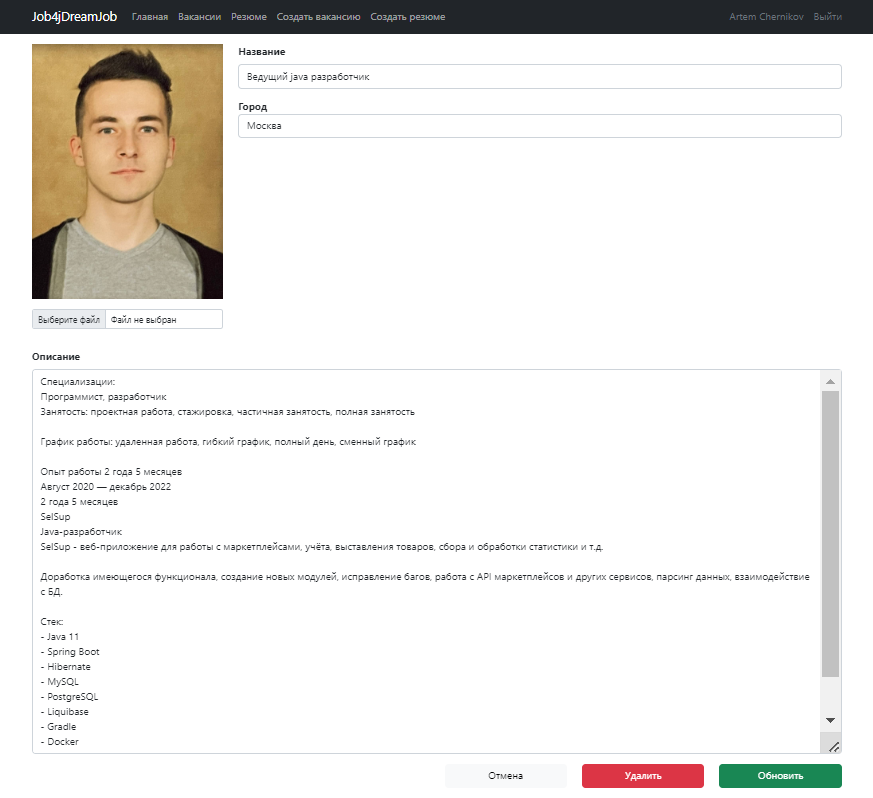 Job4jDreamJob Главная Вакансии Резюме Создать вакансию Создать резюме Artem Chernikov Выйти
Название
Ведущий java разработчик
Город
Москва
Выберите файл Файл не выбран
Описание
Специализации:
Программист, разработчик
Занятость: проектная работа, стажировка, частичная занятость, полная занятость
График работы: удаленная работа, гибкий график, полный день, сменный график
Опыт работы 2 года 5 месяцев
Август 2020 — декабрь 2022
2 года 5 месяцев
SelSup
Java-разработчик
SelSup - веб-приложение для работы с маркетплейсами, учёта, выставления товаров, сбора и обработки статистики и т.д.
Доработка имеющегося функционала, создание новых модулей, исправление багов, работа с API маркетплейсов и других сервисов, парсинг данных, взаимодействие
с БД.
Стек:
- Java 11
- Spring Boot
- Hibernate
- MySQL
- PostgreSQL
- Liquibase
- Gradle
- Docker
Отмена Удалить Обновить